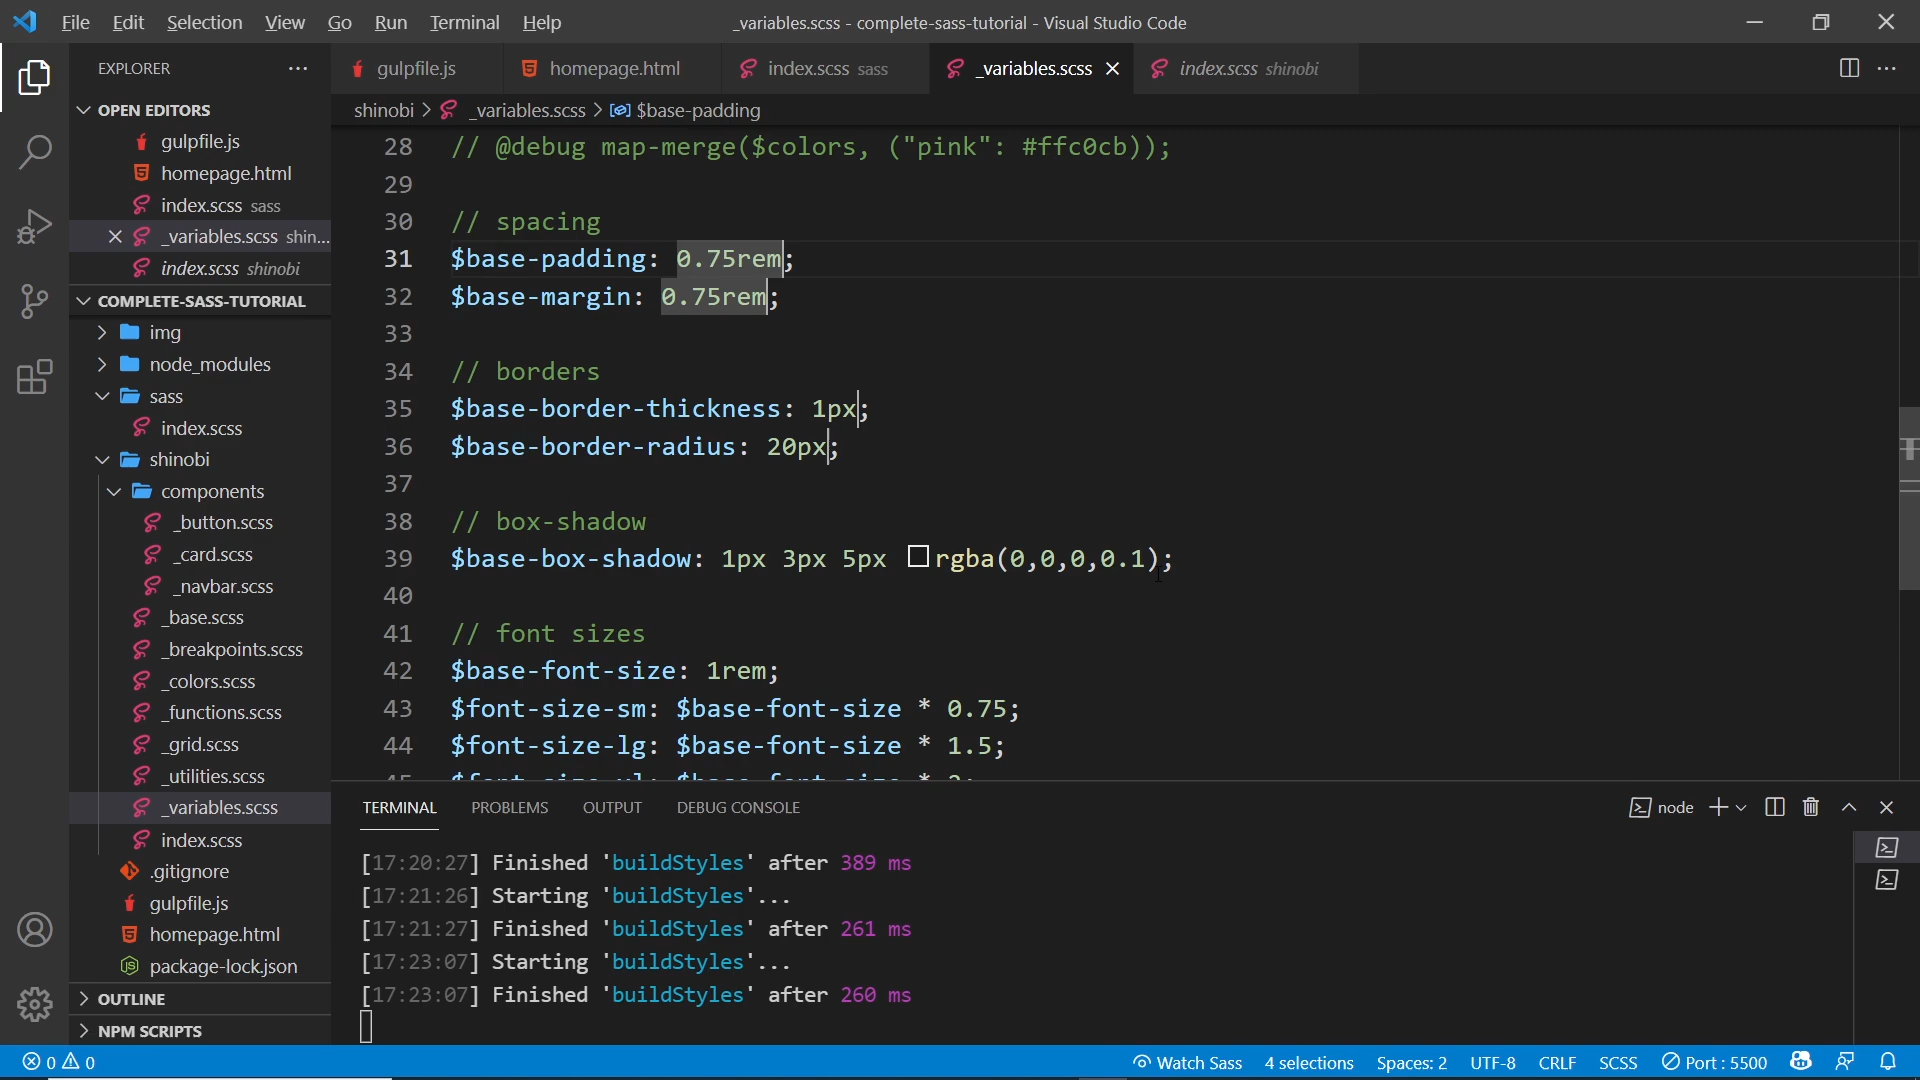 File Edit Selection View Go Run Terminal Help
_variables.scss - complete-sass-tutorial - Visual Studio Code
EXPLORER
OPEN EDITORS
gulpfile.js
homepage.html
index.scss sass
_variables.scss shin...
index.scss shinobi
COMPLETE-SASS-TUTORIAL
img
node_modules
sass
index.scss
shinobi
components
_button.scss
_card.scss
_navbar.scss
_base.scss
_breakpoints.scss
_colors.scss
_functions.scss
_grid.scss
_utilities.scss
_variables.scss
index.scss
.gitignore
gulpfile.js
homepage.html
package-lock.json
OUTLINE
NPM SCRIPTS
gulpfile.js homepage.html index.scss sass _variables.scss index.scss shinobi
shinobi > _variables.scss > $base-padding
28 // @debug map-merge($colors, ("pink": #ffc0cb));
29
30 // spacing
31 $base-padding: 0.75rem;
32 $base-margin: 0.75rem;
33
34 // borders
35 $base-border-thickness: 1px;
36 $base-border-radius: 20px;
37
38 // box-shadow
39 $base-box-shadow: 1px 3px 5px rgba(0,0,0,0.1);
40
41 // font sizes
42 $base-font-size: 1rem;
43 $font-size-sm: $base-font-size * 0.75;
44 $font-size-lg: $base-font-size * 1.5;
TERMINAL PROBLEMS OUTPUT DEBUG CONSOLE
node
[17:20:27] Finished 'buildStyles' after 389 ms
[17:21:26] Starting 'buildStyles'...
[17:21:27] Finished 'buildStyles' after 261 ms
[17:23:07] Starting 'buildStyles'...
[17:23:07] Finished 'buildStyles' after 260 ms
0 0
Watch Sass 4 selections Spaces: 2 UTF-8 CRLF SCSS Port : 5500